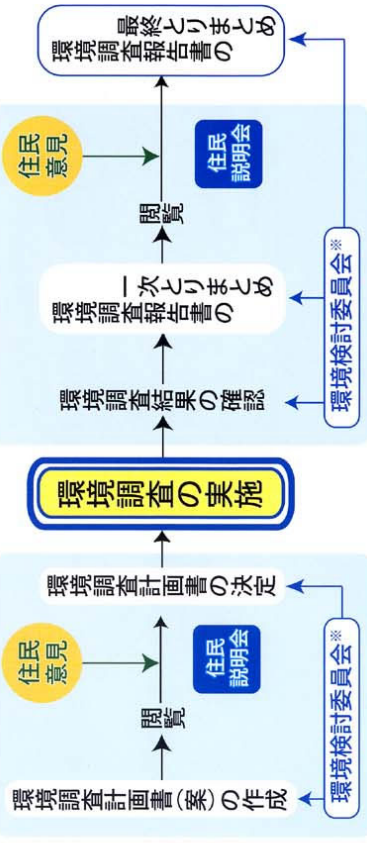 環境調査計画書(案)の作成
閲覧
住民
意見
住民
説明会
環境調査計画書の決定
環境検討委員会※
環境調査の実施
環境調査結果の確認
環境調査報告書の
一次とりまとめ
閲覧
住民
意見
住民
説明会
環境検討委員会※
環境調査報告書の
最終とりまとめ